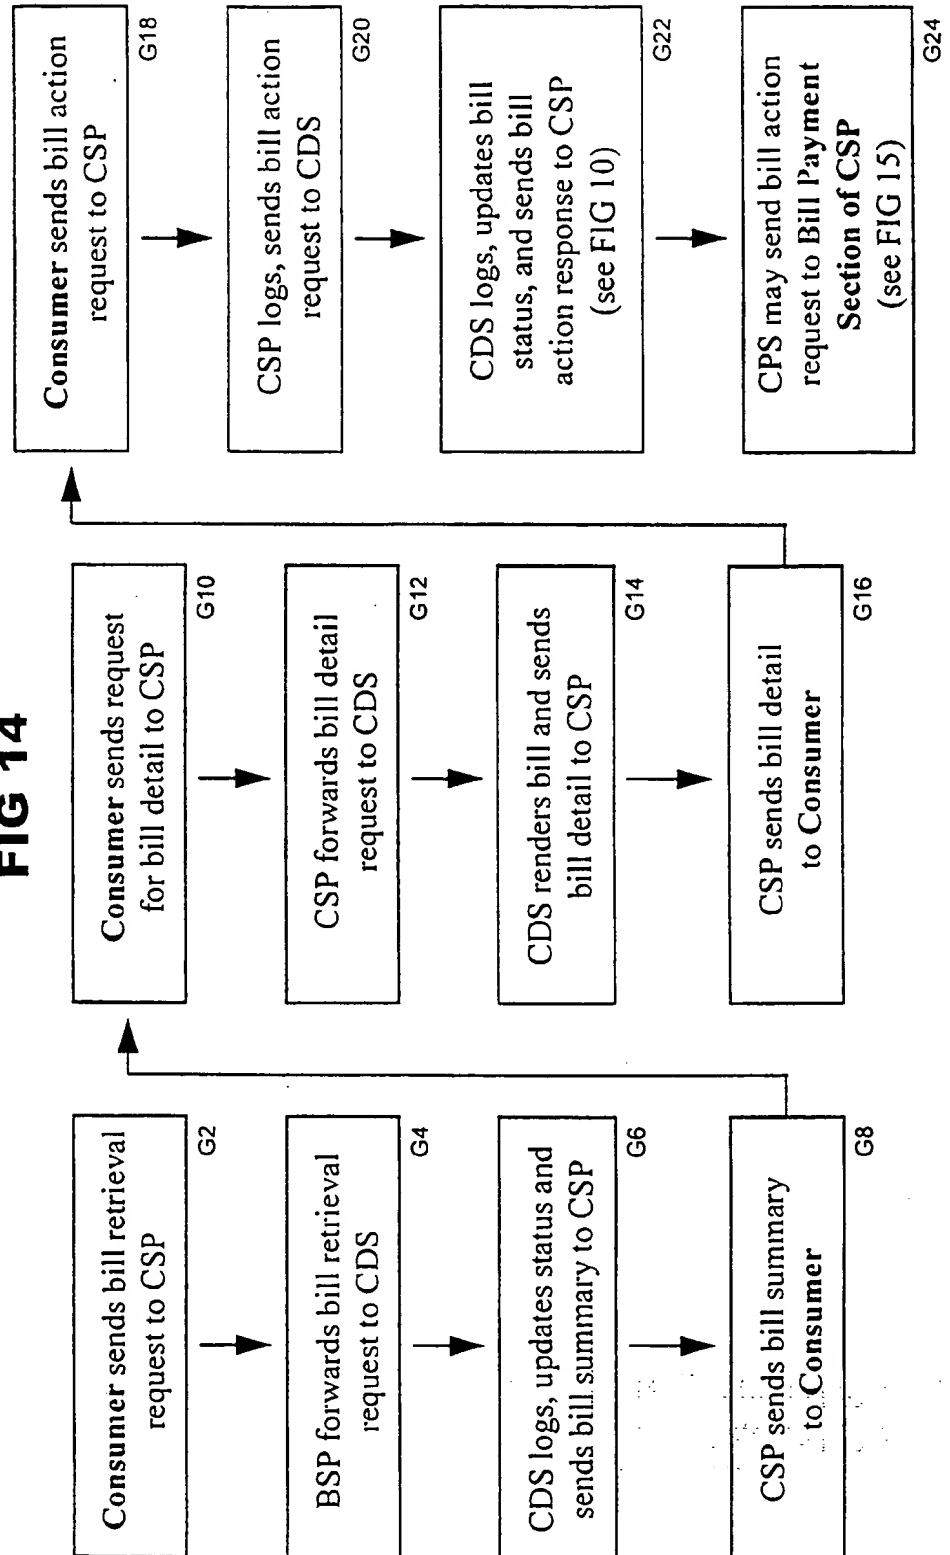 FIG 14
Consumer sends bill retrieval
request to CSP
G2
BSP forwards bill retrieval
request to CDS
G4
CDS logs, updates status and
sends bill summary to CSP
G6
CSP sends bill summary
to Consumer
G8
Consumer sends request
for bill detail to CSP
G10
CSP forwards bill detail
request to CDS
G12
CDS renders bill and sends
bill detail to CSP
G14
CSP sends bill detail
to Consumer
G16
Consumer sends bill action
request to CSP
G18
CSP logs, sends bill action
request to CDS
G20
CDS logs, updates bill
status, and sends bill
action response to CSP
(see FIG 10)
G22
CPS may send bill action
request to Bill Payment
Section of CSP
(see FIG 15)
G24